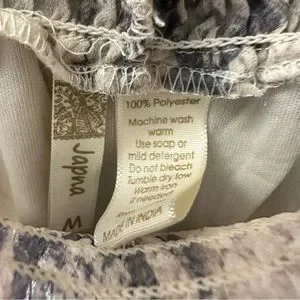 Japna
100% Polyester
Machine wash
warm
Use soap or
mild detergent
Do not bleach
Tumble dry low
Warm iron
if needed
MADE IN INDIA